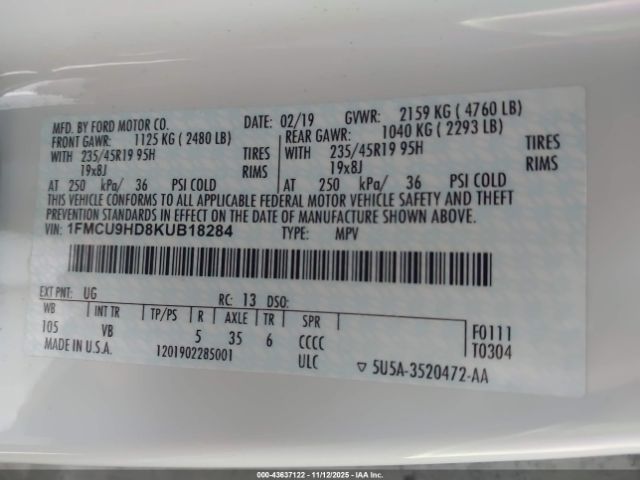 MFD. BY FORD MOTOR CO. DATE: 02/19 GVWR: 2159 KG ( 4760 LB)
FRONT GAWR: 1125 KG ( 2480 LB) REAR GAWR: 1040 KG ( 2293 LB)
WITH 235/45R19 95H TIRES WITH 235/45R19 95H TIRES
19x8J RIMS 19x8J RIMS
AT 250 kPa/ 36 PSI COLD AT 250 kPa/ 36 PSI COLD
THIS VEHICLE CONFORMS TO ALL APPLICABLE FEDERAL MOTOR VEHICLE SAFETY AND THEFT
PREVENTION STANDARDS IN EFFECT ON THE DATE OF MANUFACTURE SHOWN ABOVE.
VIN: 1FMCU9HD8KUB18284 TYPE: MPV
EXT PNT: UG RC: 13 DSO:
WB INT TR TP/PS R AXLE TR SPR F0111
105 VB 5 35 6 CCCC T0304
MADE IN U.S.A. 1201902285001 ULC ▽ 5U5A-3520472-AA
000-43637122 - 11/12/2025 - IAA, Inc.